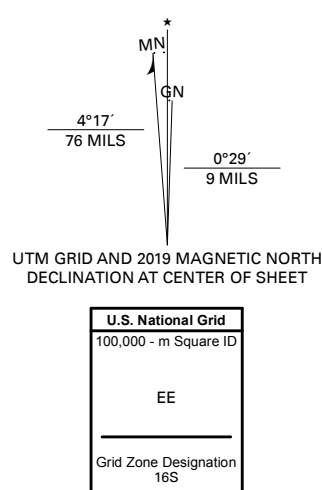 MN
GN
4°17´
76 MILS
0°29´
9 MILS
UTM GRID AND 2019 MAGNETIC NORTH
DECLINATION AT CENTER OF SHEET
U.S. National Grid
100,000 - m Square ID
EE
Grid Zone Designation
16S